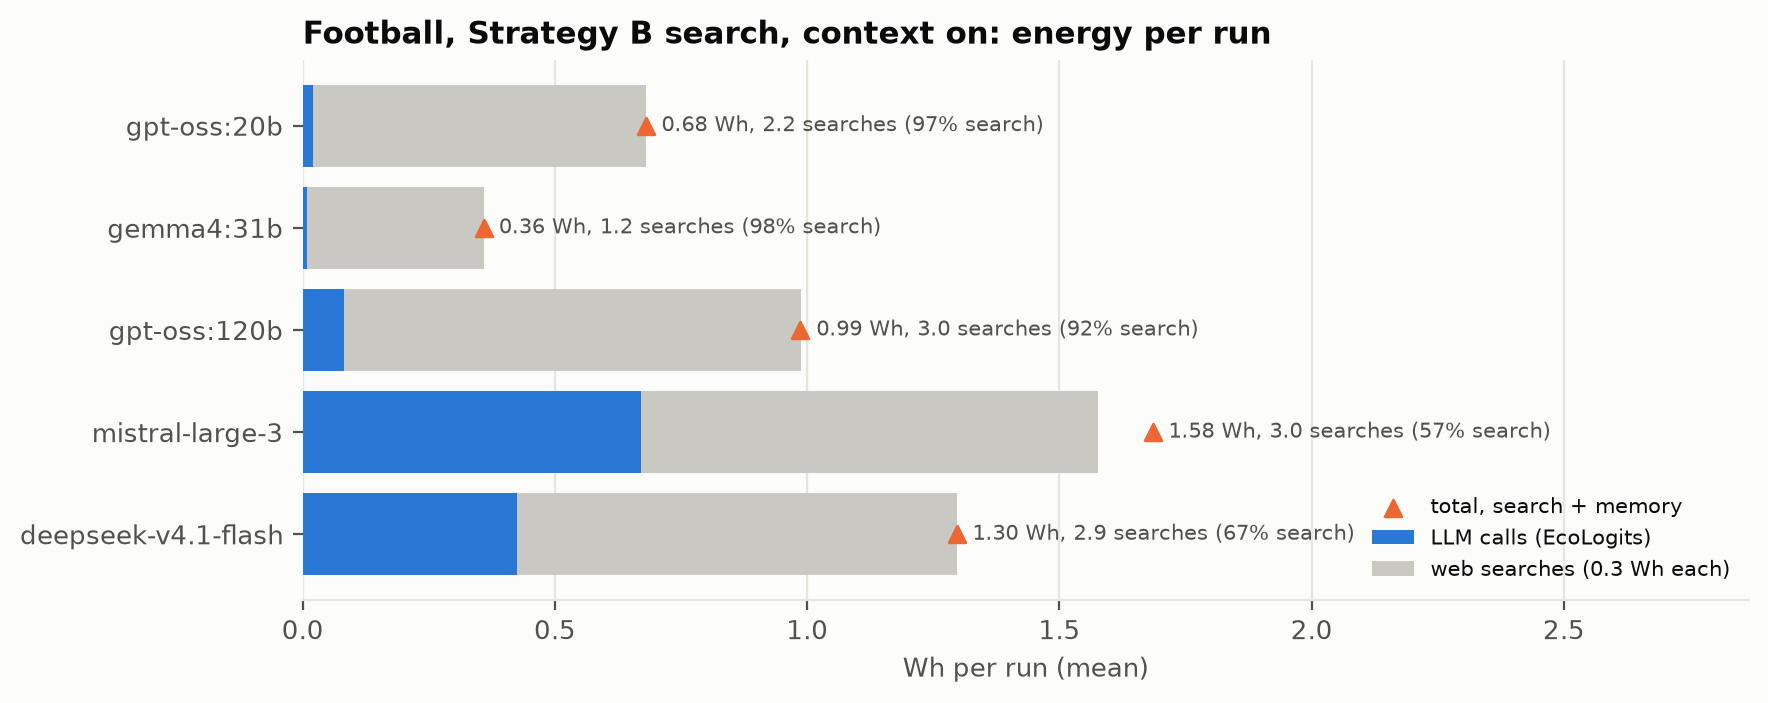 Football, Strategy B search, context on: energy per run
gpt-oss:20b
0.68 Wh, 2.2 searches (97% search)
gemma4:31b
0.36 Wh, 1.2 searches (98% search)
gpt-oss:120b
0.99 Wh, 3.0 searches (92% search)
mistral-large-3
1.58 Wh, 3.0 searches (57% search)
deepseek-v4.1-flash
1.30 Wh, 2.9 searches (67% search)
total, search + memory
LLM calls (EcoLogits)
web searches (0.3 Wh each)
0.0 0.5 1.0 1.5 2.0 2.5
Wh per run (mean)